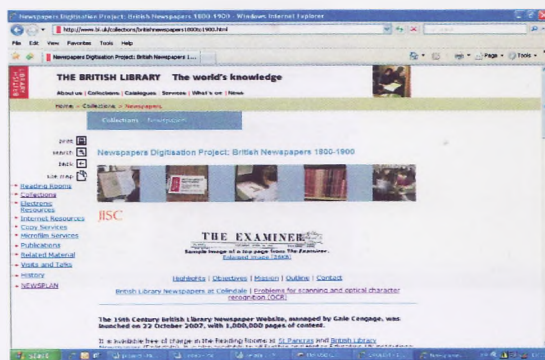 Newspapers Digitisation Project: British Newspapers 1800-1900 - Windows Internet Explorer
http://www.bl.uk/collections/britishnewspapers1800to1900.html
File Edit View Favorites Tools Help
Newspapers Digitisation Project: British Newspapers 1...
Page Tools
THE BRITISH LIBRARY The world's knowledge
About us | Collections | Catalogues Services | What's on | News
Home > Collections > Newspapers
Collections Newspapers
print
search
back
site map
Newspapers Digitisation Project: British Newspapers 1800-1900
Reading Rooms
Collections
Electronic
Resources
Internet Resources
Copy Services
Microfilm Services
Publications
Related Material
Visits and Talks
History
NEWSPLAN
JISC
THE EXAMINER
Sample image of a top page from The Examiner.
Enlarged image [36KB]
Highlights | Objectives | Mission | Outline | Contact
British Library Newspapers at Colindale | Problems for scanning and optical character
recognition [OCR]
The 19th Century British Library Newspaper Website, managed by Gale Cengage, was
launched on 22 October 2007, with 1,000,000 pages of content.
It is available free of charge in the Reading Rooms at St Pancras and British Library
start